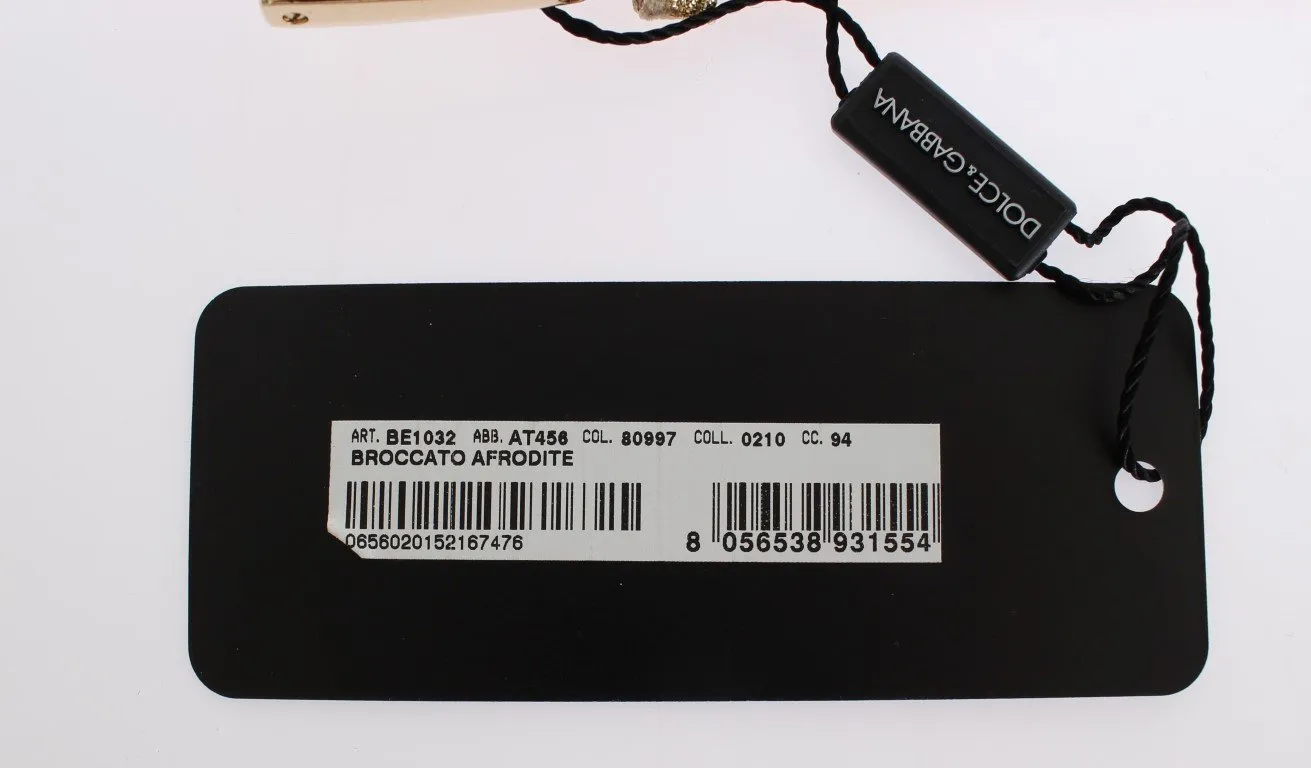 DOLCE & GABBANA
ART. BE1032 ABB. AT456 COL. 80997 COLL. 0210 CC. 94
BROCCATO AFRODITE
0656020152167476
8 056538 931554